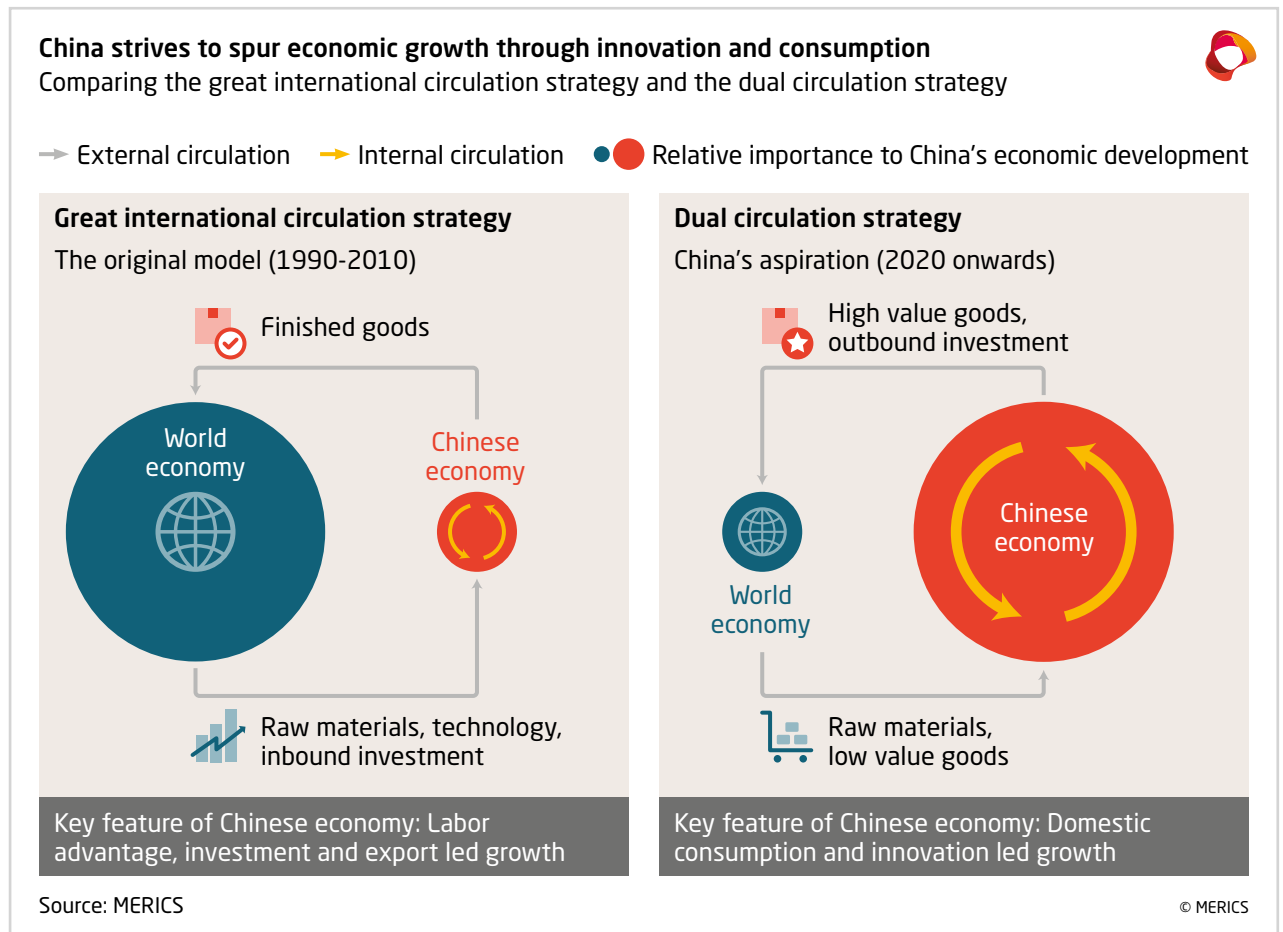 China strives to spur economic growth through innovation and consumption
Comparing the great international circulation strategy and the dual circulation strategy
External circulation
Internal circulation
Relative importance to China's economic development
Great international circulation strategy
The original model (1990-2010)
Finished goods
World
economy
Chinese
economy
Raw materials, technology,
inbound investment
Key feature of Chinese economy: Labor
advantage, investment and export led growth
Dual circulation strategy
China's aspiration (2020 onwards)
High value goods,
outbound investment
Chinese
economy
World
economy
Raw materials,
low value goods
Key feature of Chinese economy: Domestic
consumption and innovation led growth
Source: MERICS
© MERICS